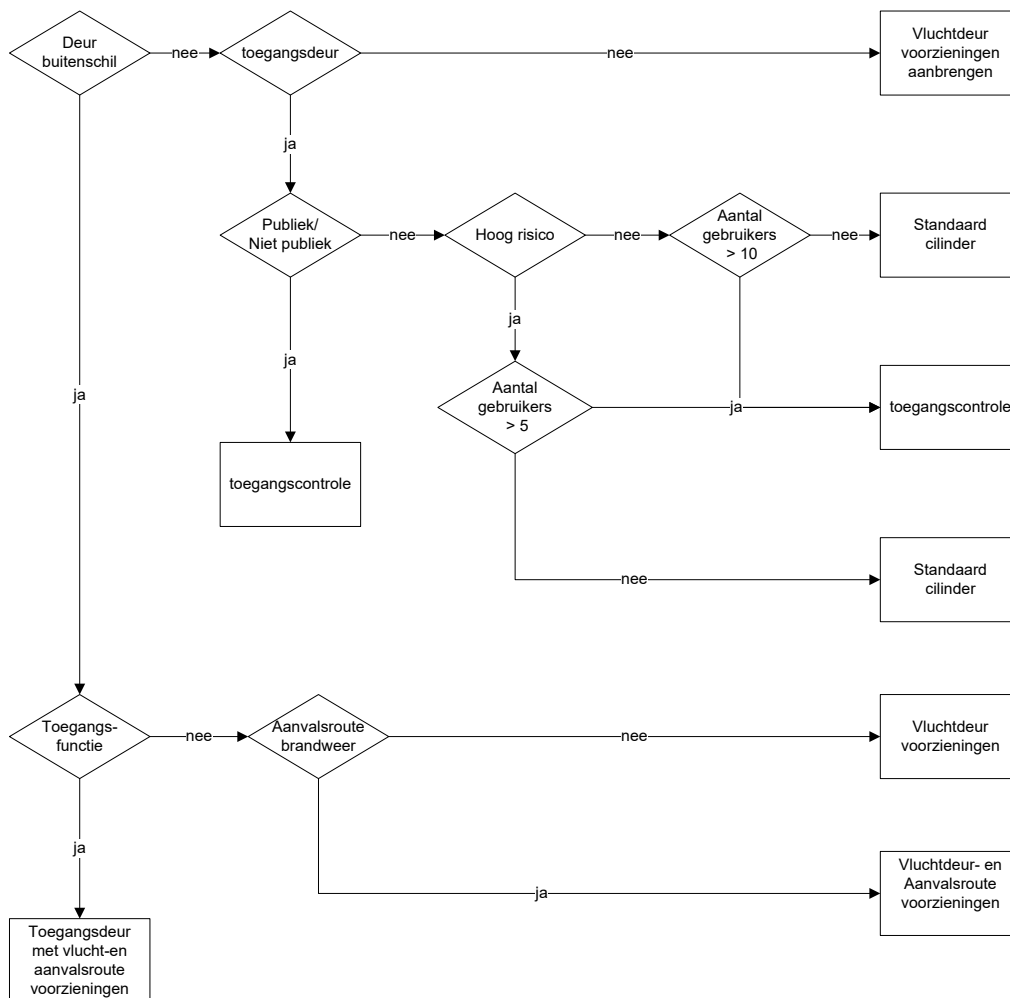 Deur
buitenschil
nee
toegangsdeur
nee
Vluchtdeur
voorzieningen
aanbrengen
ja
Publiek/
Niet publiek
nee
Hoog risico
nee
Aantal
gebruikers
> 10
nee
Standaard
cilinder
ja
ja
ja
Aantal
gebruikers
> 5
ja
toegangscontrole
toegangscontrole
nee
Standaard
cilinder
Toegangs-
functie
nee
Aanvalsroute
brandweer
nee
Vluchtdeur
voorzieningen
ja
ja
Vluchtdeur- en
Aanvalsroute
voorzieningen
Toegangsdeur
met vlucht-en
aanvalsroute
voorzieningen